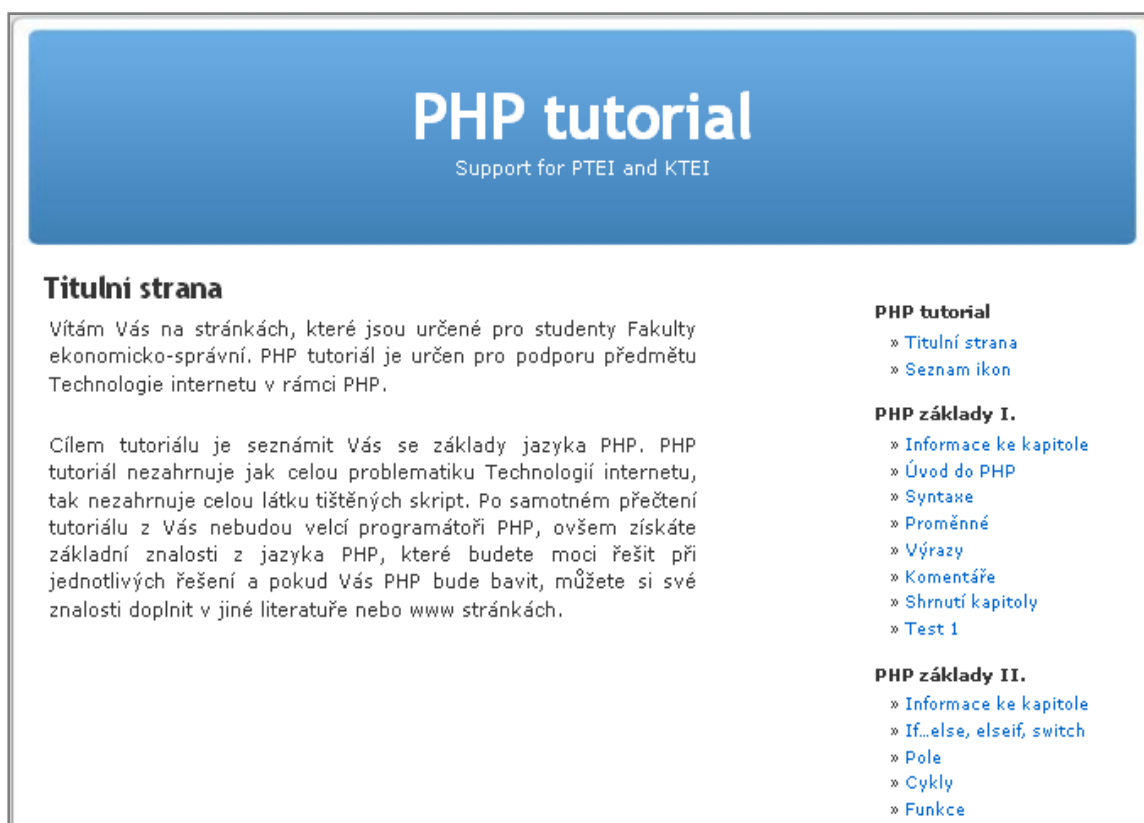 PHP tutorial
Support for PTEI and KTEI
Titulní strana
Vítám Vás na stránkách, které jsou určené pro studenty Fakulty
ekonomicko-správní. PHP tutoriál je určen pro podporu předmětu
Technologie internetu v rámci PHP.
Cílem tutoriálu je seznámit Vás se základy jazyka PHP. PHP
tutoriál nezahrnuje jak celou problematiku Technologií internetu,
tak nezahrnuje celou látku tištěných skript. Po samotném přečtení
tutoriálu z Vás nebudou velcí programátoři PHP, ovšem získáte
základní znalosti z jazyka PHP, které budete moci řešit při
jednotlivých řešení a pokud Vás PHP bude bavit, můžete si své
znalosti doplnit v jiné literatuře nebo www stránkách.
PHP tutorial
» Titulní strana
» Seznam ikon
PHP základy I.
» Informace ke kapitole
» Úvod do PHP
» Syntaxe
» Proměnné
» Výrazy
» Komentáře
» Shrnutí kapitoly
» Test 1
PHP základy II.
» Informace ke kapitole
» If...else, elseif, switch
» Pole
» Cykly
» Funkce